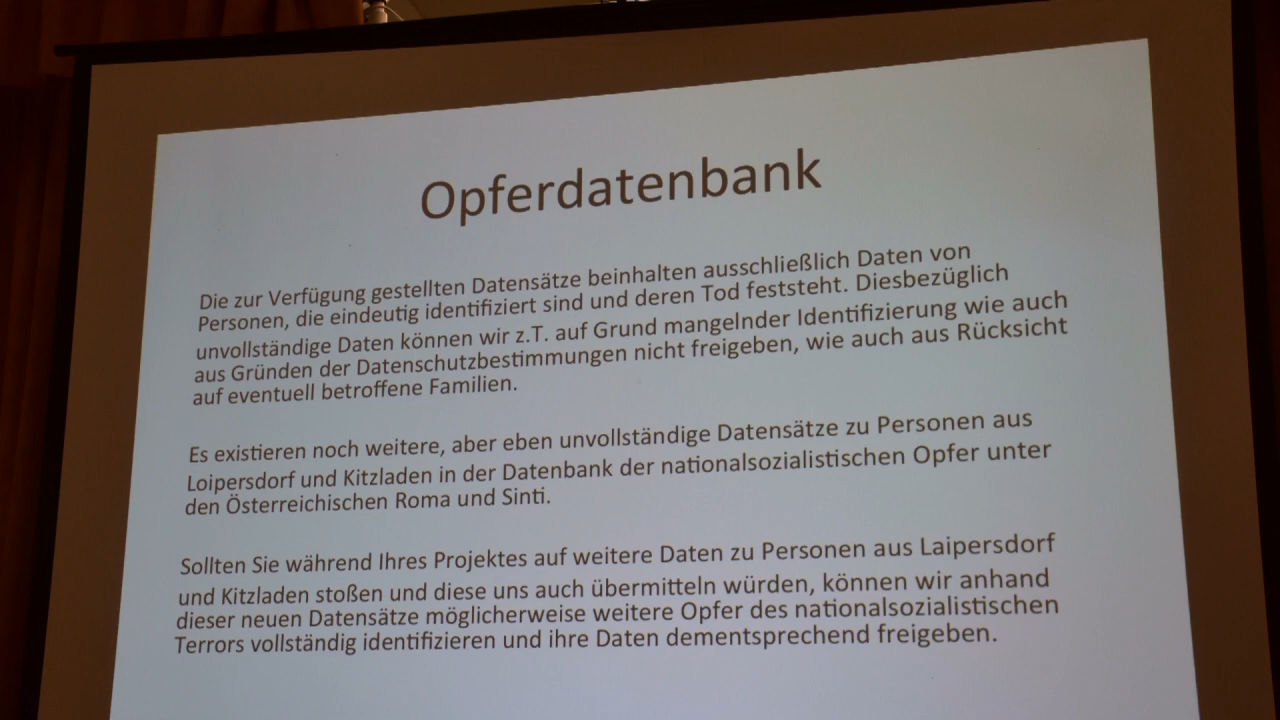 Opferdatenbank
Die zur Verfügung gestellten Datensätze beinhalten ausschließlich Daten von
Personen, die eindeutig identifiziert sind und deren Tod feststeht. Diesbezüglich
unvollständige Daten können wir z.T. auf Grund mangelnder Identifizierung wie auch
aus Gründen der Datenschutzbestimmungen nicht freigeben, wie auch aus Rücksicht
auf eventuell betroffene Familien.
Es existieren noch weitere, aber eben unvollständige Datensätze zu Personen aus
Loipersdorf und Kitzladen in der Datenbank der nationalsozialistischen Opfer unter
den Österreichischen Roma und Sinti.
Sollten Sie während Ihres Projektes auf weitere Daten zu Personen aus Laipersdorf
und Kitzladen stoßen und diese uns auch übermitteln würden, können wir anhand
dieser neuen Datensätze möglicherweise weitere Opfer des nationalsozialistischen
Terrors vollständig identifizieren und ihre Daten dementsprechend freigeben.